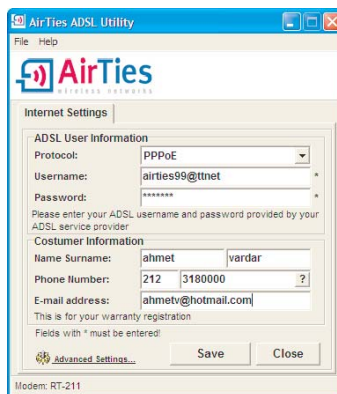 AirTies ADSL Utility
File Help
AirTies
wireless networks
Internet Settings
ADSL User Information
Protocol: PPPoE
Username: airties99@ttnet *
Password: ******* *
Please enter your ADSL username and password provided by your
ADSL service provider
Costumer Information
Name Surname: ahmet vardar
Phone Number: 212 3180000 ?
E-mail address: ahmetv@hotmail.com
This is for your warranty registration
Fields with * must be entered!
Advanced Settings... Save Close
Modem: RT-211